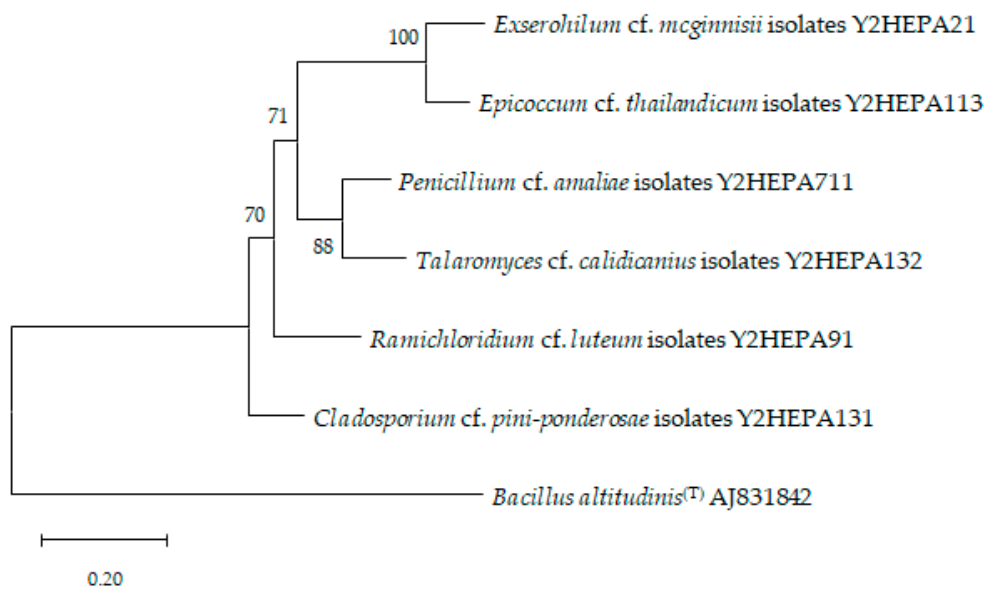 Exserohilum cf. mcginnisii isolates Y2HEPA21
100
Epicoccum cf. thailandicum isolates Y2HEPA113
71
Penicillium cf. amaliae isolates Y2HEPA711
70
88
Talaromyces cf. calidicanius isolates Y2HEPA132
Ramichloridium cf. luteum isolates Y2HEPA91
Cladosporium cf. pini-ponderosae isolates Y2HEPA131
Bacillus altitudinis(T) AJ831842
0.20